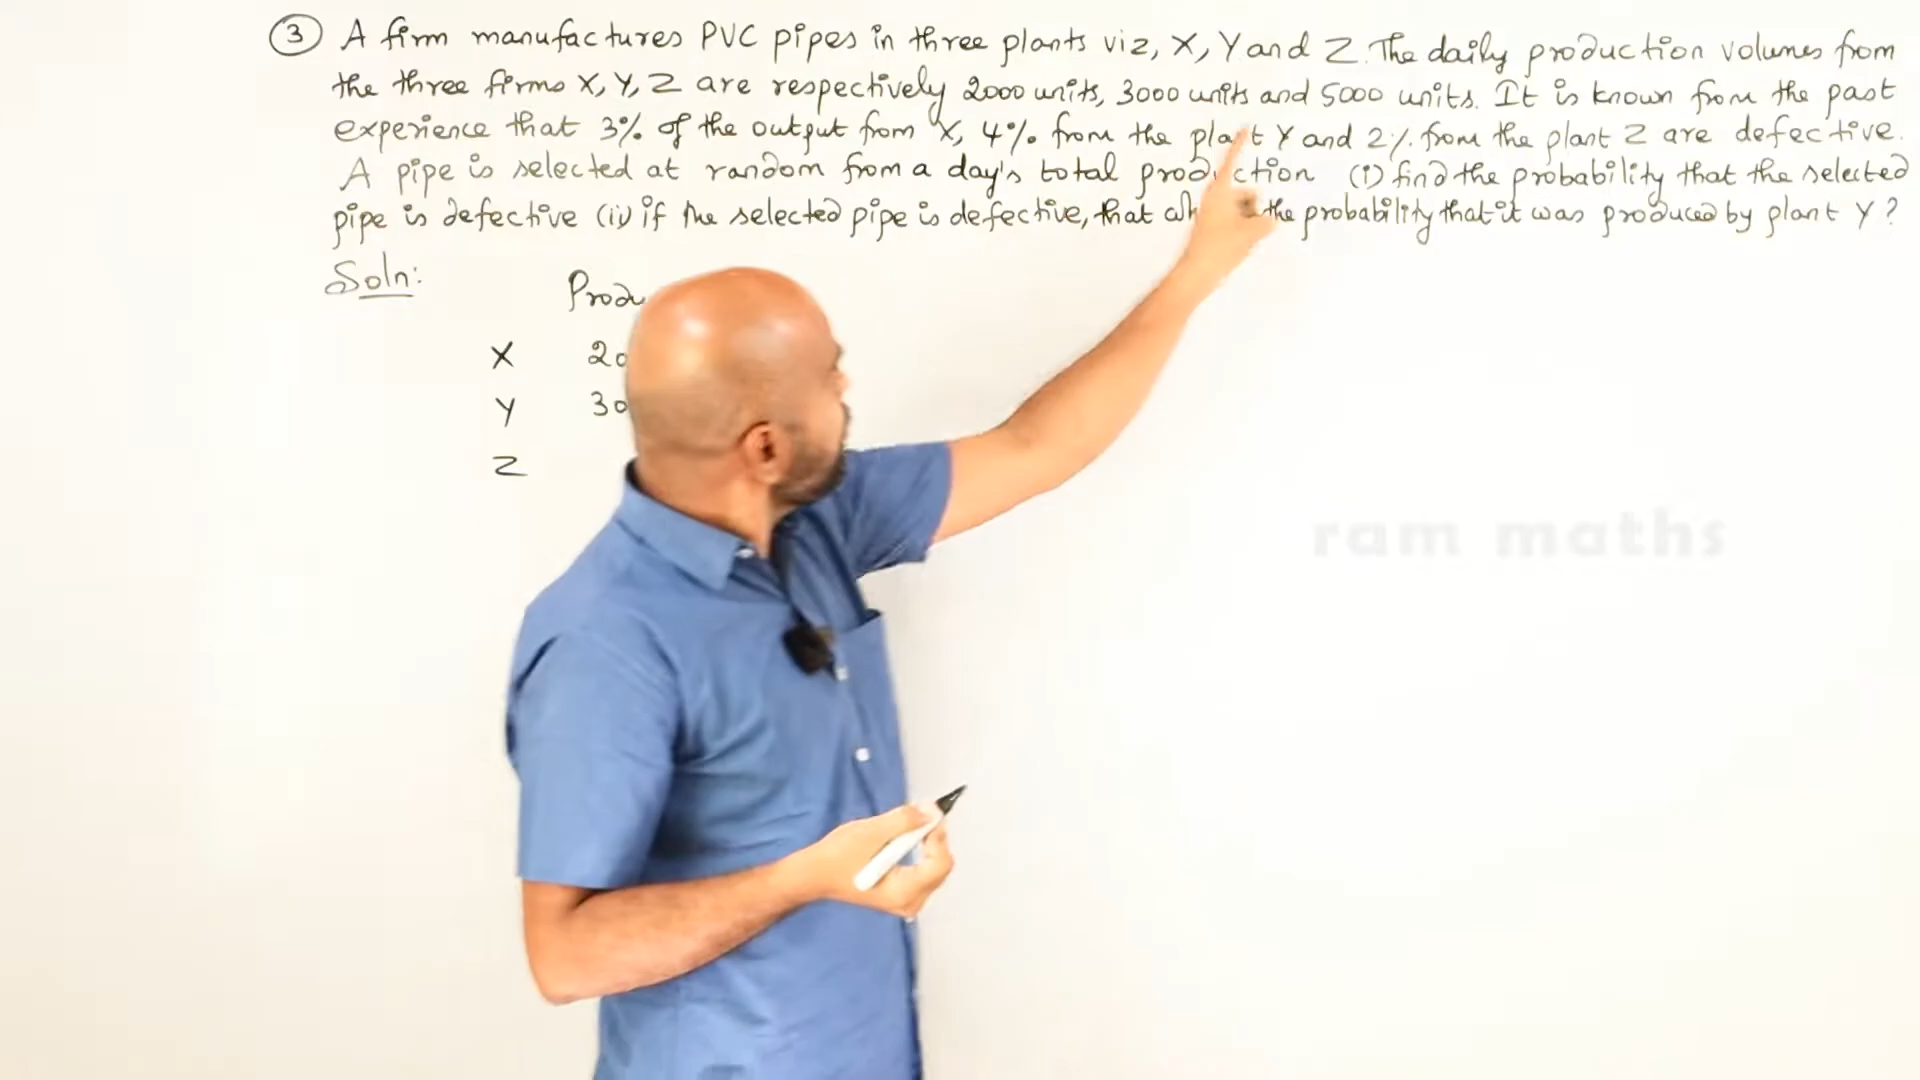 3 A firm manufactures PVC pipes in three plants viz, X, Y and Z. The daily production volumes from
the three firms X, Y, Z are respectively 2000 units, 3000 units and 5000 units. It is known from the past
experience that 3% of the output from X, 4% from the plant Y and 2% from the plant Z are defective.
A pipe is selected at random from a day's total production (i) find the probability that the selected
pipe is defective (ii) if the selected pipe is defective, that the probability that it was produced by plant Y?
Soln:
Produ
X 20
Y 30
Z
ram maths